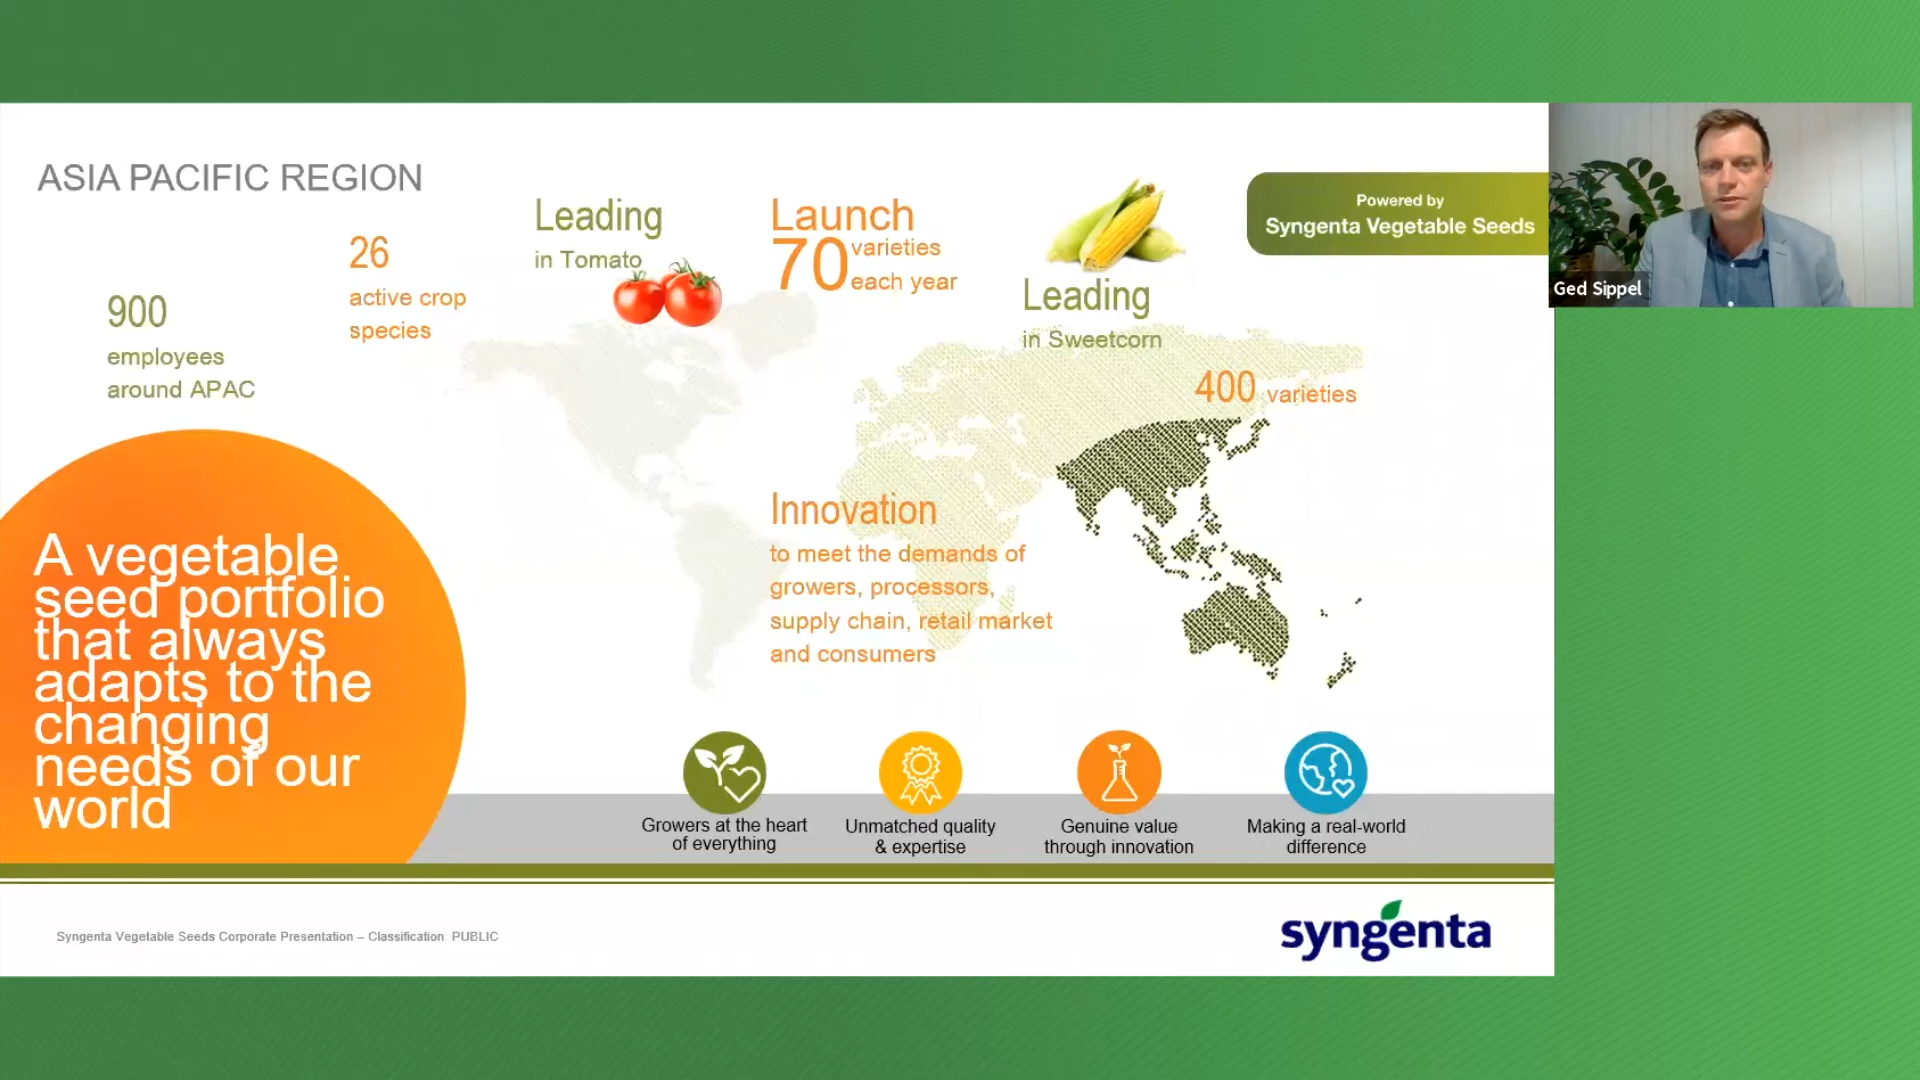 ASIA PACIFIC REGION
900
employees
around APAC
26
active crop
species
Leading
in Tomato
Launch
70 varieties
each year
Leading
in Sweetcorn
400 varieties
Powered by
Syngenta Vegetable Seeds
Ged Sippel
Innovation
to meet the demands of
growers, processors,
supply chain, retail market
and consumers
A vegetable
seed portfolio
that always
adapts to the
changing
needs of our
world
Growers at the heart
of everything
Unmatched quality
& expertise
Genuine value
through innovation
Making a real-world
difference
Syngenta Vegetable Seeds Corporate Presentation – Classification PUBLIC
syngenta